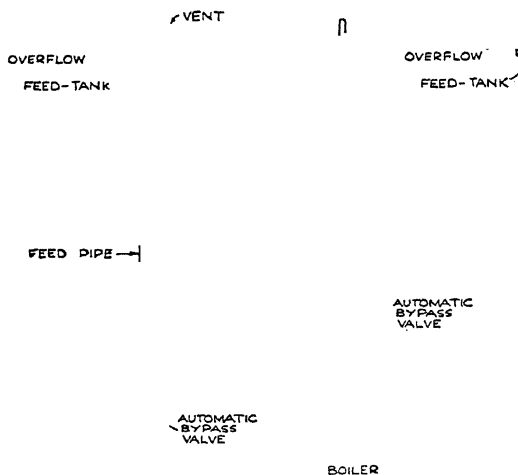 VENT
OVERFLOW
FEED-TANK
OVERFLOW
FEED-TANK
FEED PIPE
AUTOMATIC
BYPASS
VALVE
AUTOMATIC
BYPASS
VALVE
BOILER